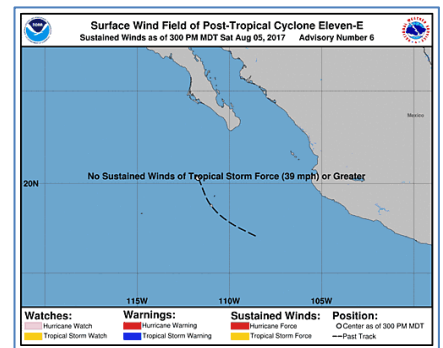 Surface Wind Field of Post-Tropical Cyclone Eleven-E
Sustained Winds as of 300 PM MDT Sat Aug 05, 2017 Advisory Number 6
Mexico
No Sustained Winds of Tropical Storm Force (39 mph) or Greater
20N
115W 110W 105W
Watches: Warnings: Sustained Winds: Position:
Hurricane Watch Hurricane Warning Hurricane Force Center as of 300 PM MDT
Tropical Storm Watch Tropical Storm Warning Tropical Storm Force Past Track